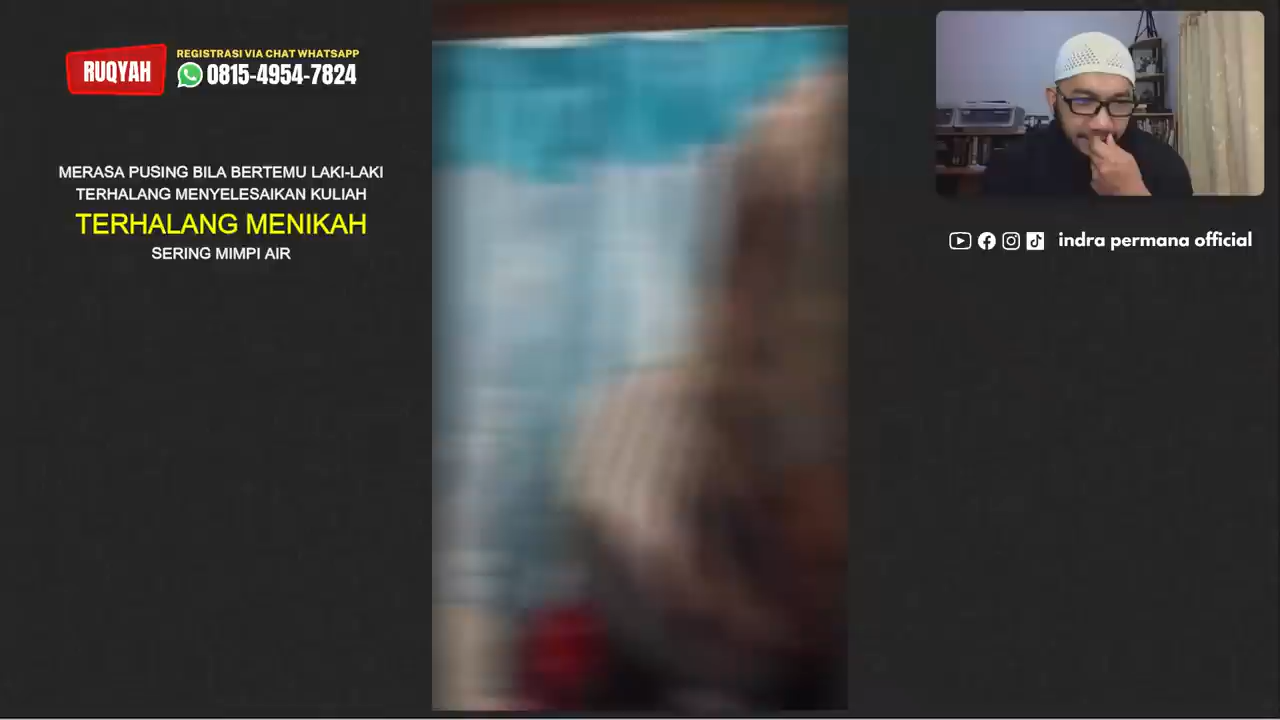 RUQYAH
REGISTRASI VIA CHAT WHATSAPP
0815-4954-7824
MERASA PUSING BILA BERTEMU LAKI-LAKI
TERHALANG MENYELESAIKAN KULIAH
TERHALANG MENIKAH
SERING MIMPI AIR
indra permana official